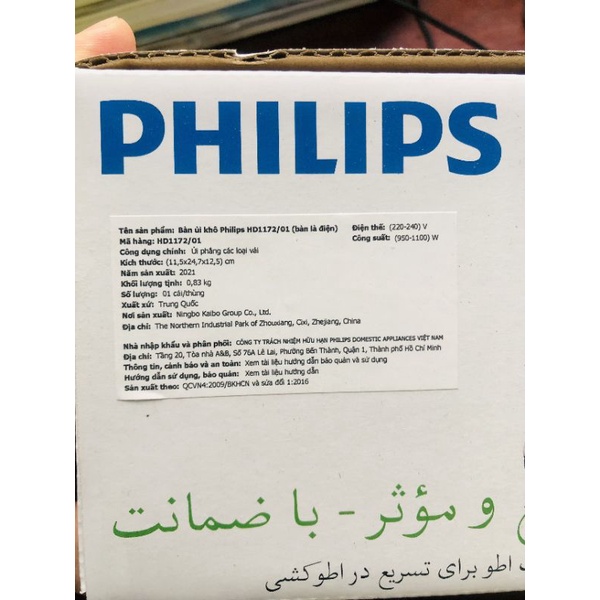 PHILIPS
Tên sản phẩm: Bàn ủi khô Philips HD1172/01 (bàn là điện) Điện thế: (220-240) V
Mã hàng: HD1172/01 Công suất: (950-1100) W
Công dụng chính: Ủi phẳng các loại vải
Kích thước: (11,5x24,7x12,5) cm
Năm sản xuất: 2021
Khối lượng tịnh: 0,83 kg
Số lượng: 01 cái/thùng
Xuất xứ: Trung Quốc
Nơi sản xuất: Ningbo Kaibo Group Co., Ltd.
Địa chỉ: The Northern Industrial Park of Zhouxiang, Cixi, Zhejiang, China
Nhà nhập khẩu và phân phối: CÔNG TY TRÁCH NHIỆM HỮU HẠN PHILIPS DOMESTIC APPLIANCES VIỆT NAM
Địa chỉ: Tầng 20, Tòa nhà A&B, Số 76A Lê Lai, Phường Bến Thành, Quận 1, Thành phố Hồ Chí Minh
Thông tin, cảnh báo và an toàn: Xem tài liệu hướng dẫn bảo quản và sử dụng
Hướng dẫn sử dụng, bảo quản: Xem tài liệu hướng dẫn
Sản xuất theo: QCVN4:2009/BKHCN và sửa đổi 1:2016
و مؤثر - با ضمانت
اطو برای تسریع در اطوکشی